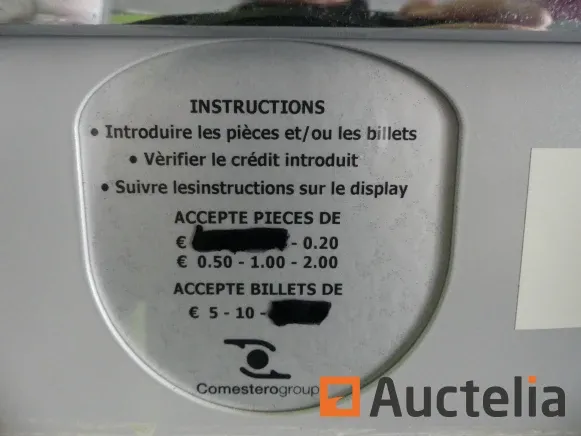 INSTRUCTIONS
• Introduire les pièces et/ou les billets
• Vèrifier le crédit introduit
• Suivre lesinstructions sur le display
ACCEPTE PIECES DE
€ - 0.20
€ 0.50 - 1.00 - 2.00
ACCEPTE BILLETS DE
€ 5 - 10 -
Comesterogroup
Auctelia